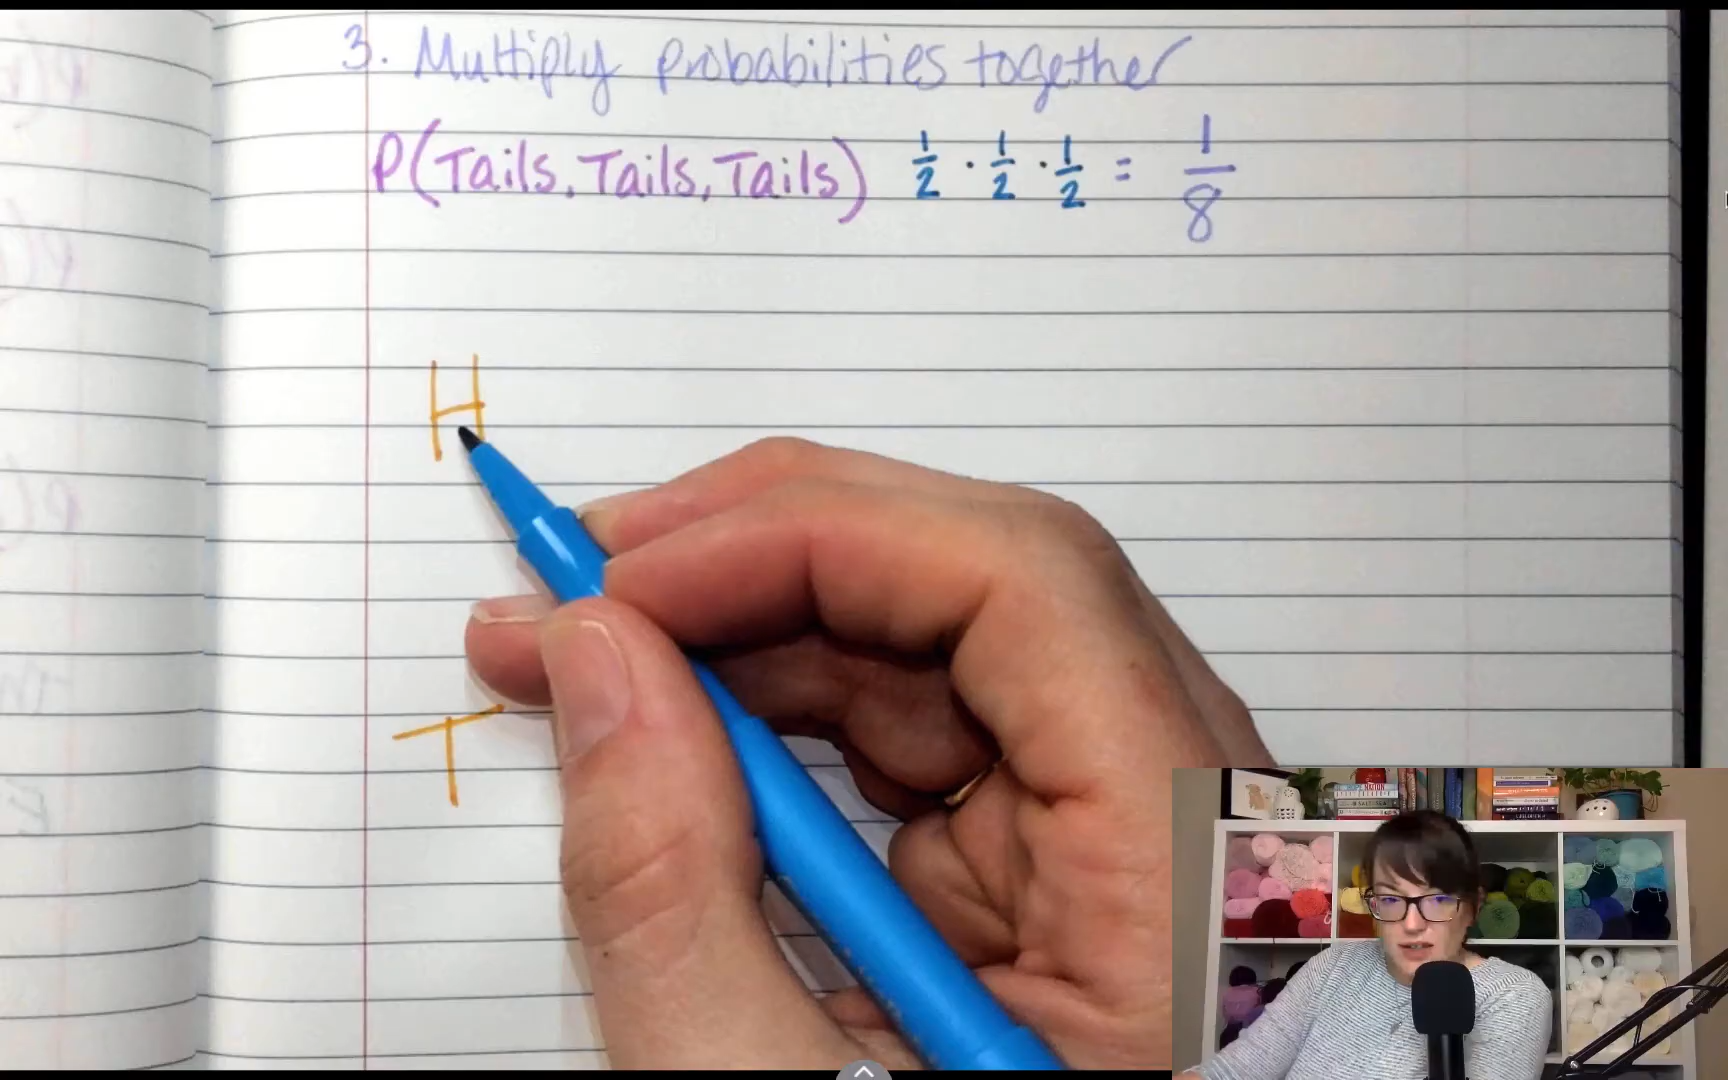 3. Multiply probabilities together
P(Tails, Tails, Tails) 1/2 · 1/2 · 1/2 = 1/8
H
T